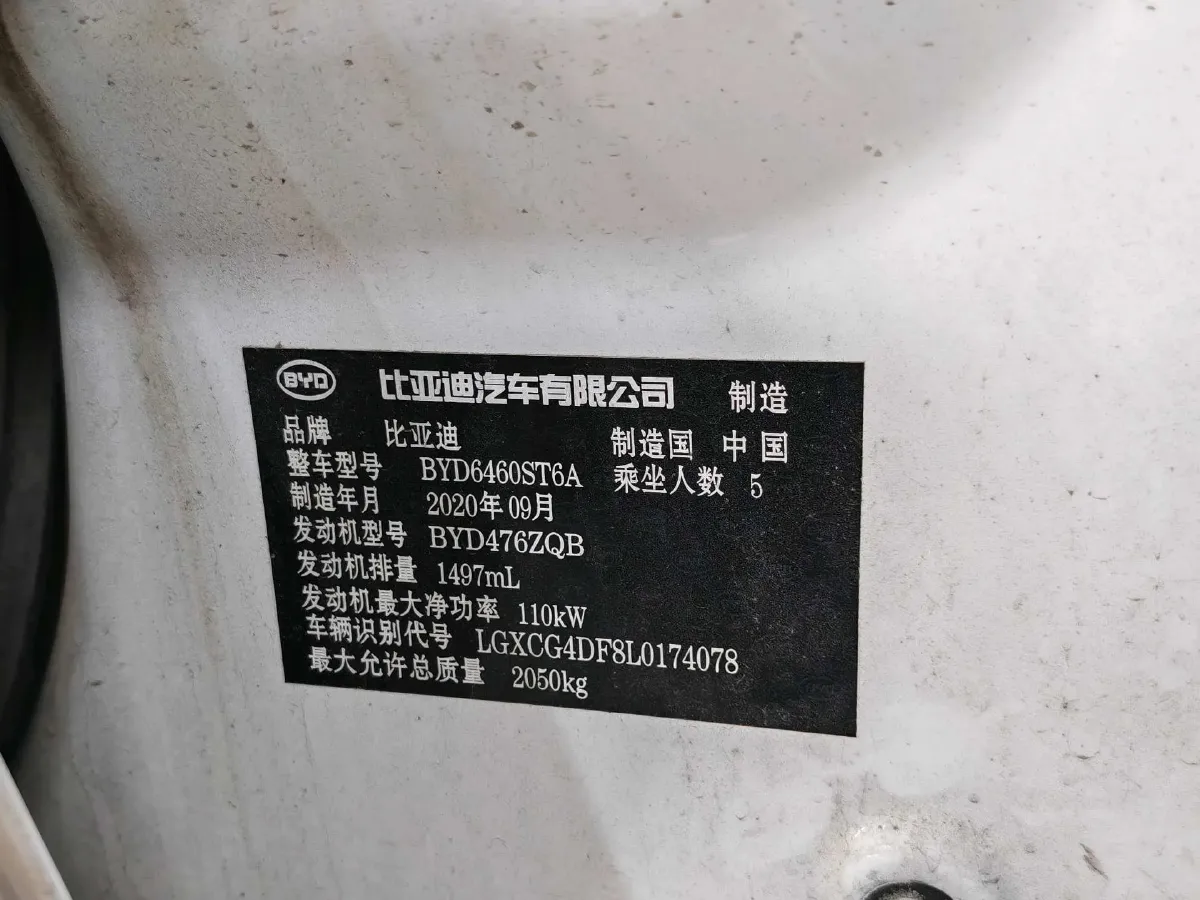 BYD 比亚迪汽车有限公司 制造
品牌 比亚迪 制造国 中国
整车型号 BYD6460ST6A 乘坐人数 5
制造年月 2020年09月
发动机型号 BYD476ZQB
发动机排量 1497mL
发动机最大净功率 110kW
车辆识别代号 LGXCG4DF8L0174078
最大允许总质量 2050kg